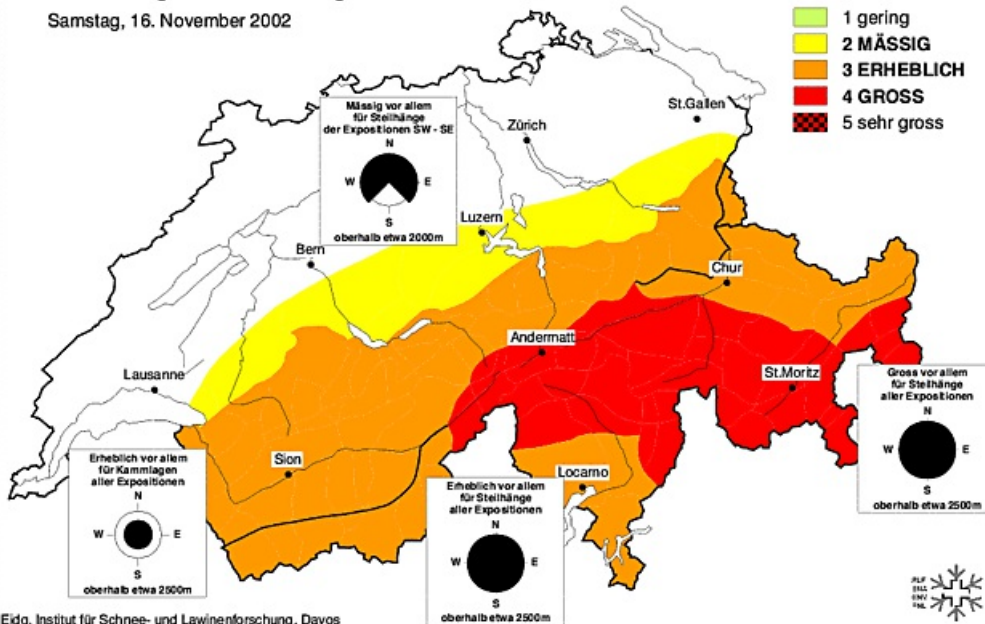 Samstag, 16. November 2002
1 gering
2 MÄSSIG
3 ERHEBLICH
4 GROSS
5 sehr gross
Mässig vor allem
für Steilhänge
der Expositionen SW - SE
N
W
E
S
oberhalb etwa 2000m
St.Gallen
Zürich
Luzern
Bern
Chur
Andermatt
Lausanne
St.Moritz
Sion
Locarno
Gross vor allem
für Steilhänge
aller Expositionen
N
W
E
S
oberhalb etwa 2500m
Erheblich vor allem
für Kammlagen
aller Expositionen
N
W
E
S
oberhalb etwa 2500m
Erheblich vor allem
für Steilhänge
aller Expositionen
N
W
E
S
oberhalb etwa 2500m
Eidg. Institut für Schnee- und Lawinenforschung, Davos